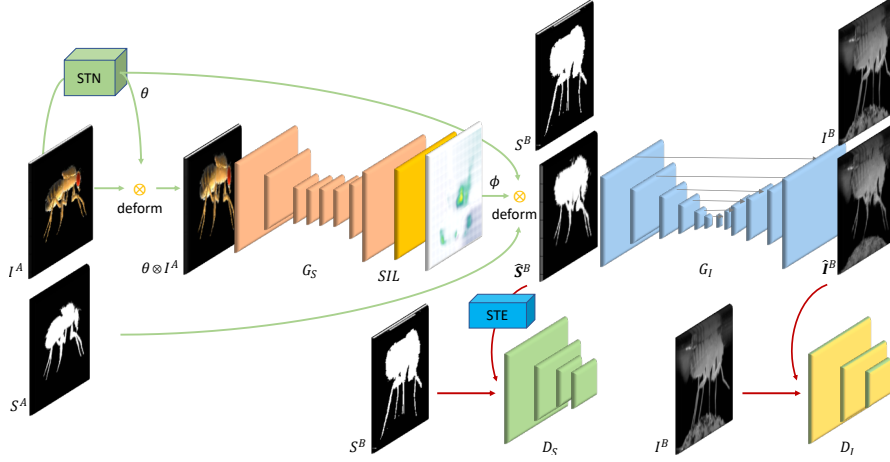 STN
θ
I^A
⊗
deform
θ⊗I^A
G_S
SIL
ϕ
⊗
deform
S^B
Ŝ^B
G_I
I^B
Î^B
S^A
STE
S^B
D_S
I^B
D_I